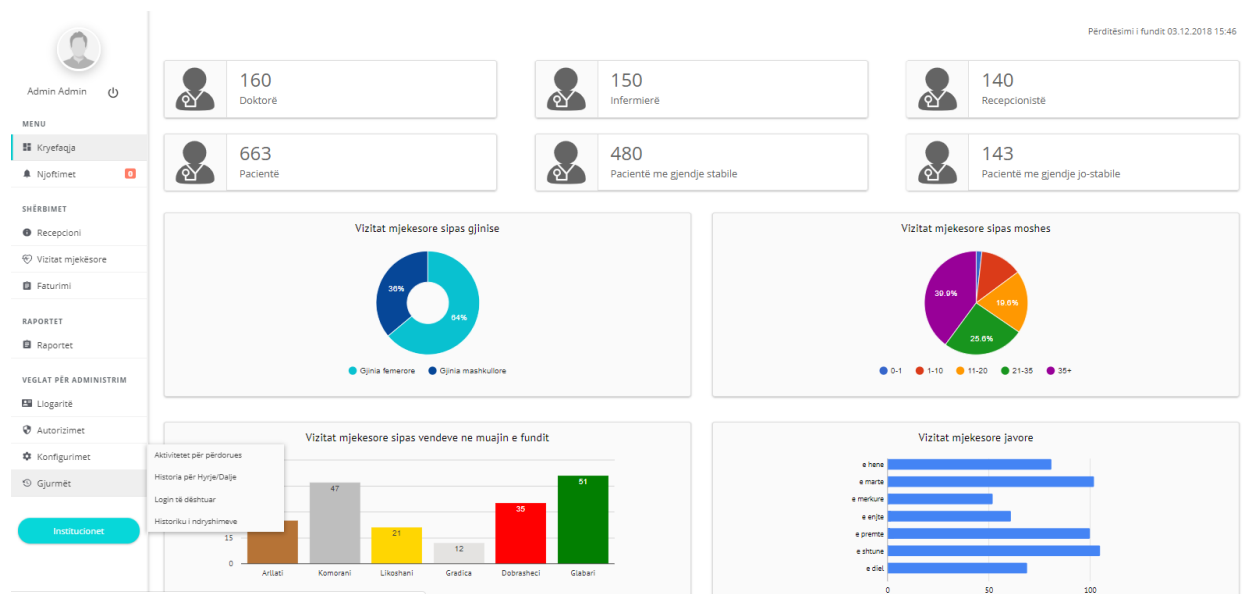 Përditësimi i fundit 03.12.2018 15:46
Admin Admin
MENU
Kryefaqja
Njoftimet 0
SHËRBIMET
Recepcioni
Vizitat mjekësore
Faturimi
RAPORTET
Raportet
VEGLAT PËR ADMINISTRIM
Llogaritë
Autorizimet
Konfigurimet
Gjurmët
Institucionet
Aktivitetet për përdorues
Historia për Hyrje/Dalje
Login të dështuar
Historiku i ndryshimeve
160
Doktorë
150
Infermierë
140
Recepcionistë
663
Pacientë
480
Pacientë me gjendje stabile
143
Pacientë me gjendje jo-stabile
Vizitat mjekesore sipas gjinise
36%
64%
Gjinia femerore Gjinia mashkullore
Vizitat mjekesore sipas moshes
39.9%
19.6%
25.6%
0-1 1-10 11-20 21-35 35+
Vizitat mjekesore sipas vendeve ne muajin e fundit
47
21
12
35
51
15
0
Arllati Komorani Likoshani Gradica Dobrasheci Glabari
Vizitat mjekesore javore
e hene
e marte
e merkure
e enjte
e premte
e shtune
e diel
0 50 100